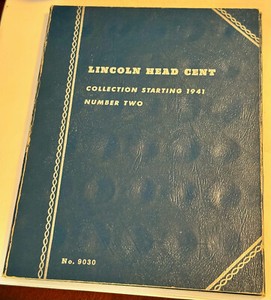 LINCOLN HEAD CENT
COLLECTION STARTING 1941
NUMBER TWO
No. 9030